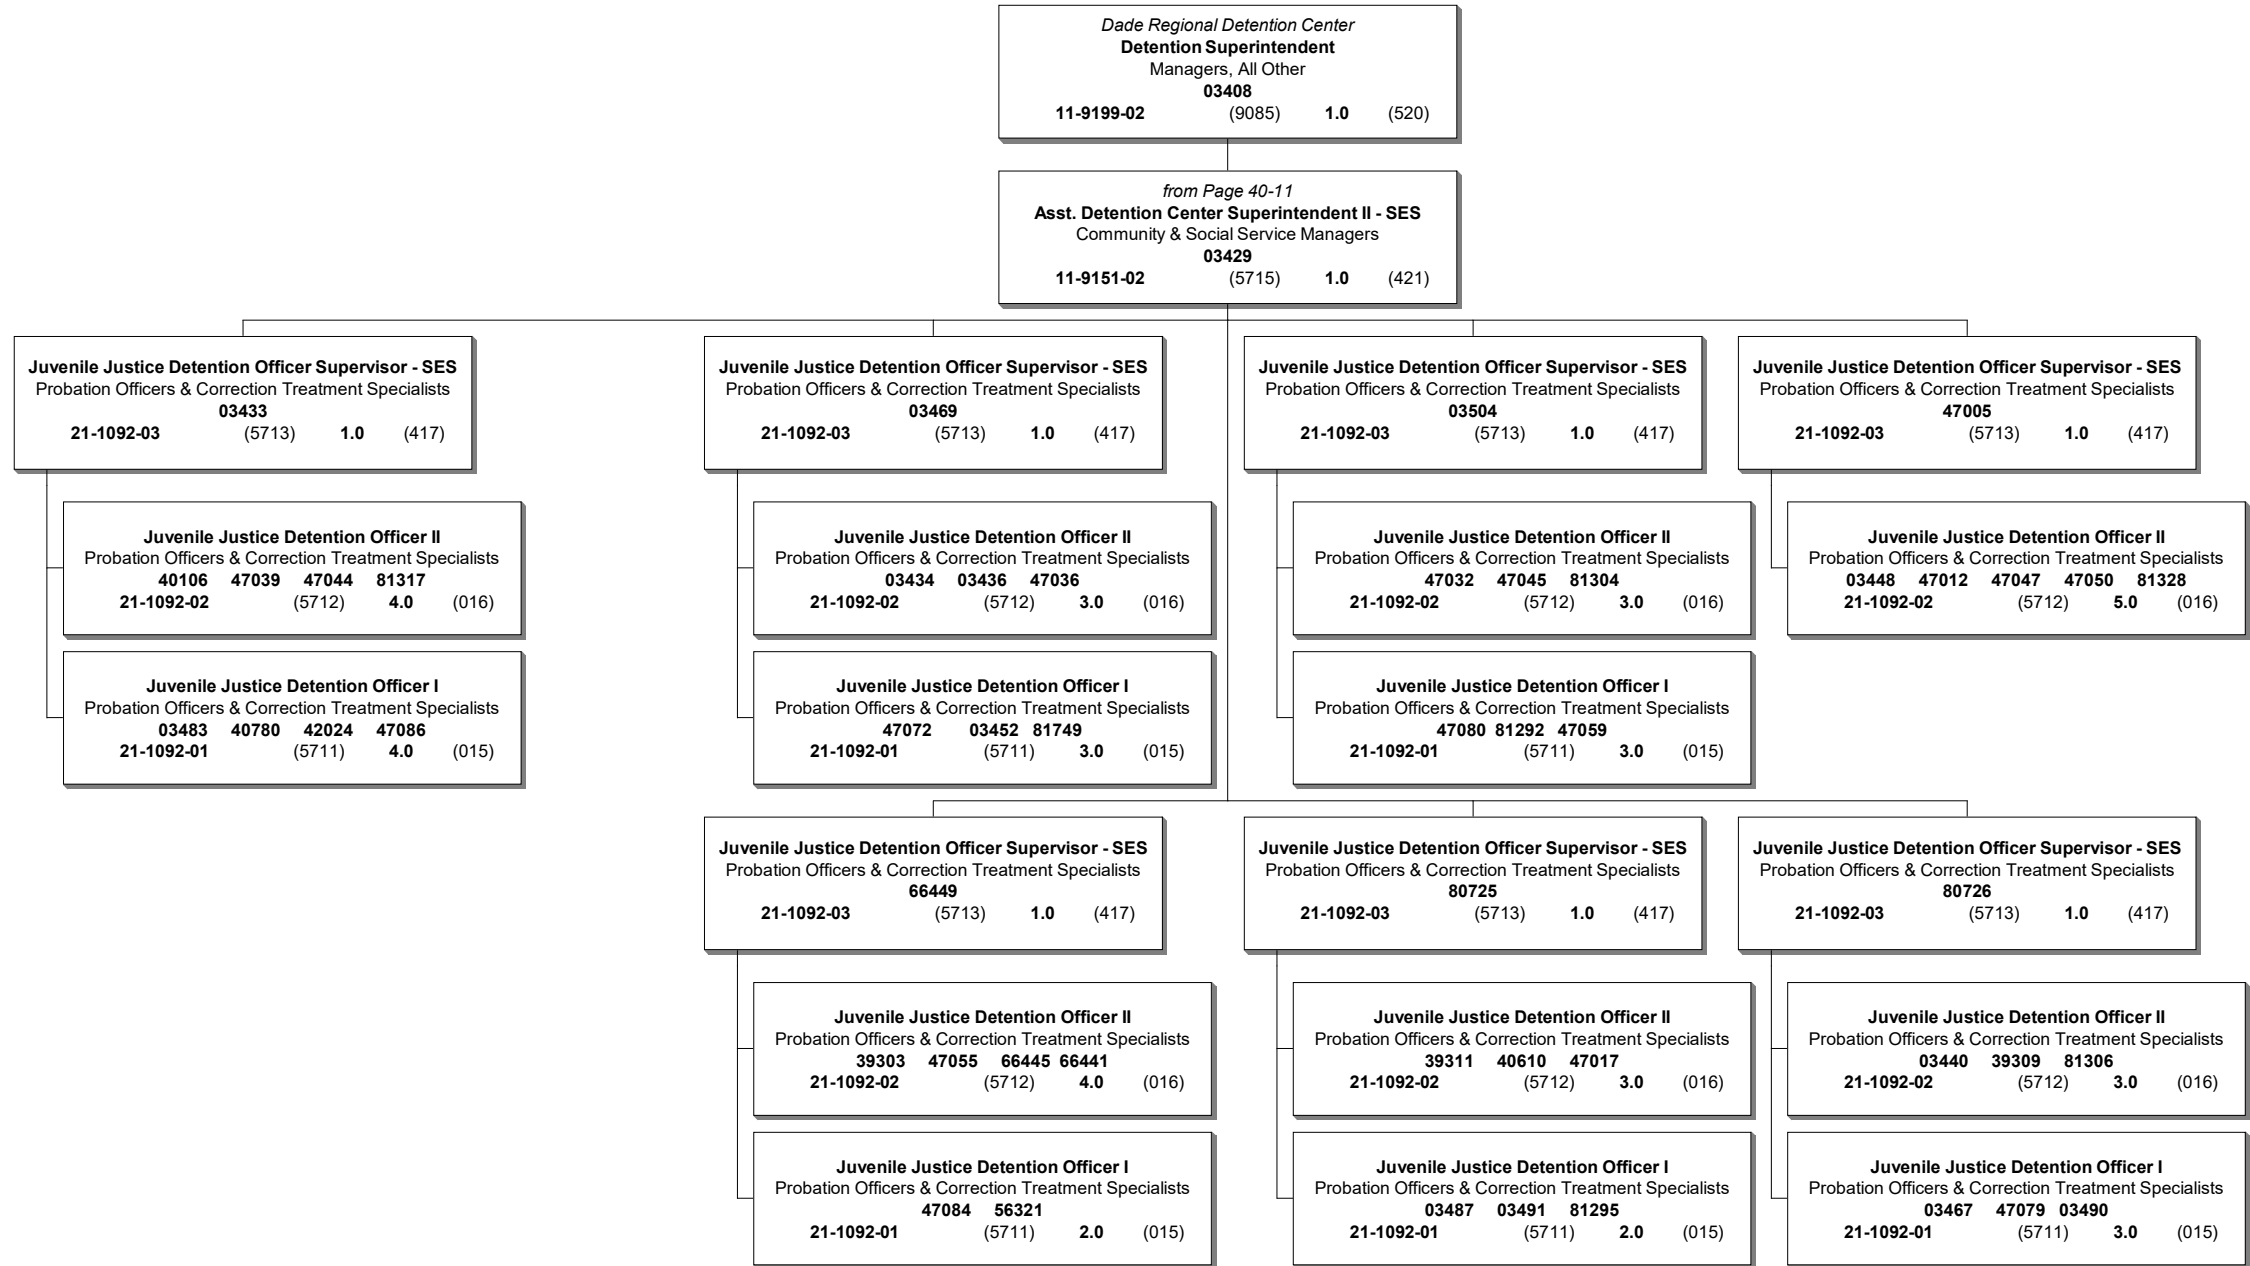 Dade Regional Detention Center
Detention Superintendent
Managers, All Other
03408
11-9199-02 (9085) 1.0 (520)
from Page 40-11
Asst. Detention Center Superintendent II - SES
Community & Social Service Managers
03429
11-9151-02 (5715) 1.0 (421)
Juvenile Justice Detention Officer Supervisor - SES
Probation Officers & Correction Treatment Specialists
03433
21-1092-03 (5713) 1.0 (417)
Juvenile Justice Detention Officer II
Probation Officers & Correction Treatment Specialists
40106 47039 47044 81317
21-1092-02 (5712) 4.0 (016)
Juvenile Justice Detention Officer I
Probation Officers & Correction Treatment Specialists
03483 40780 42024 47086
21-1092-01 (5711) 4.0 (015)
Juvenile Justice Detention Officer Supervisor - SES
Probation Officers & Correction Treatment Specialists
03469
21-1092-03 (5713) 1.0 (417)
Juvenile Justice Detention Officer II
Probation Officers & Correction Treatment Specialists
03434 03436 47036
21-1092-02 (5712) 3.0 (016)
Juvenile Justice Detention Officer I
Probation Officers & Correction Treatment Specialists
47072 03452 81749
21-1092-01 (5711) 3.0 (015)
Juvenile Justice Detention Officer Supervisor - SES
Probation Officers & Correction Treatment Specialists
03504
21-1092-03 (5713) 1.0 (417)
Juvenile Justice Detention Officer II
Probation Officers & Correction Treatment Specialists
47032 47045 81304
21-1092-02 (5712) 3.0 (016)
Juvenile Justice Detention Officer I
Probation Officers & Correction Treatment Specialists
47080 81292 47059
21-1092-01 (5711) 3.0 (015)
Juvenile Justice Detention Officer Supervisor - SES
Probation Officers & Correction Treatment Specialists
47005
21-1092-03 (5713) 1.0 (417)
Juvenile Justice Detention Officer II
Probation Officers & Correction Treatment Specialists
03448 47012 47047 47050 81328
21-1092-02 (5712) 5.0 (016)
Juvenile Justice Detention Officer Supervisor - SES
Probation Officers & Correction Treatment Specialists
66449
21-1092-03 (5713) 1.0 (417)
Juvenile Justice Detention Officer II
Probation Officers & Correction Treatment Specialists
39303 47055 66445 66441
21-1092-02 (5712) 4.0 (016)
Juvenile Justice Detention Officer I
Probation Officers & Correction Treatment Specialists
47084 56321
21-1092-01 (5711) 2.0 (015)
Juvenile Justice Detention Officer Supervisor - SES
Probation Officers & Correction Treatment Specialists
80725
21-1092-03 (5713) 1.0 (417)
Juvenile Justice Detention Officer II
Probation Officers & Correction Treatment Specialists
39311 40610 47017
21-1092-02 (5712) 3.0 (016)
Juvenile Justice Detention Officer I
Probation Officers & Correction Treatment Specialists
03487 03491 81295
21-1092-01 (5711) 2.0 (015)
Juvenile Justice Detention Officer Supervisor - SES
Probation Officers & Correction Treatment Specialists
80726
21-1092-03 (5713) 1.0 (417)
Juvenile Justice Detention Officer II
Probation Officers & Correction Treatment Specialists
03440 39309 81306
21-1092-02 (5712) 3.0 (016)
Juvenile Justice Detention Officer I
Probation Officers & Correction Treatment Specialists
03467 47079 03490
21-1092-01 (5711) 3.0 (015)